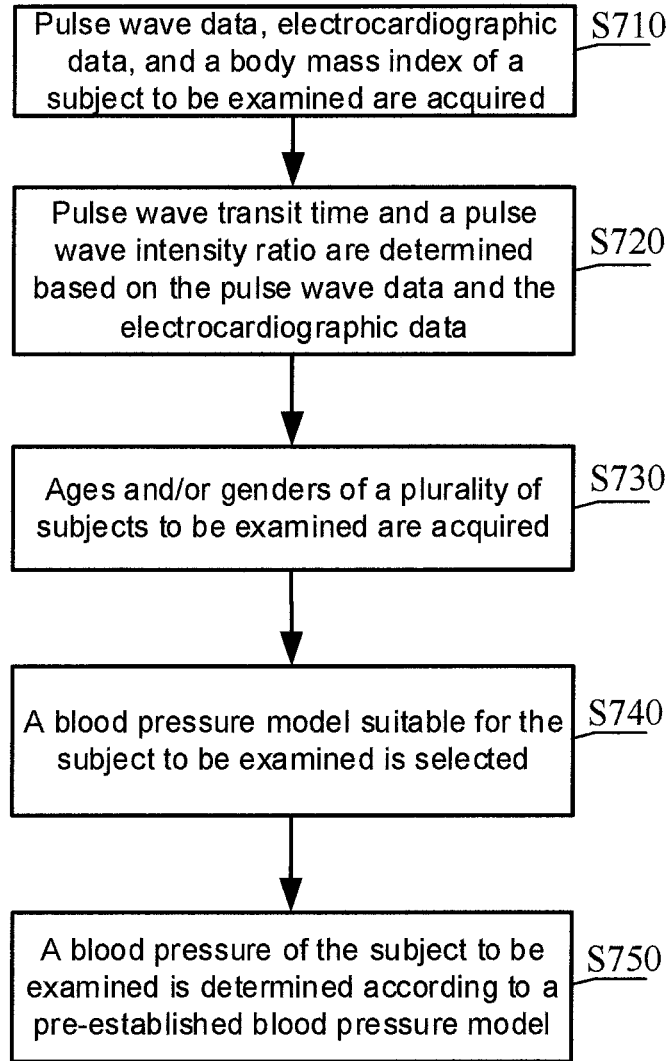 Pulse wave data, electrocardiographic
data, and a body mass index of a
subject to be examined are acquired
S710
Pulse wave transit time and a pulse
wave intensity ratio are determined
based on the pulse wave data and the
electrocardiographic data
S720
Ages and/or genders of a plurality of
subjects to be examined are acquired
S730
A blood pressure model suitable for the
subject to be examined is selected
S740
A blood pressure of the subject to be
examined is determined according to a
pre-established blood pressure model
S750